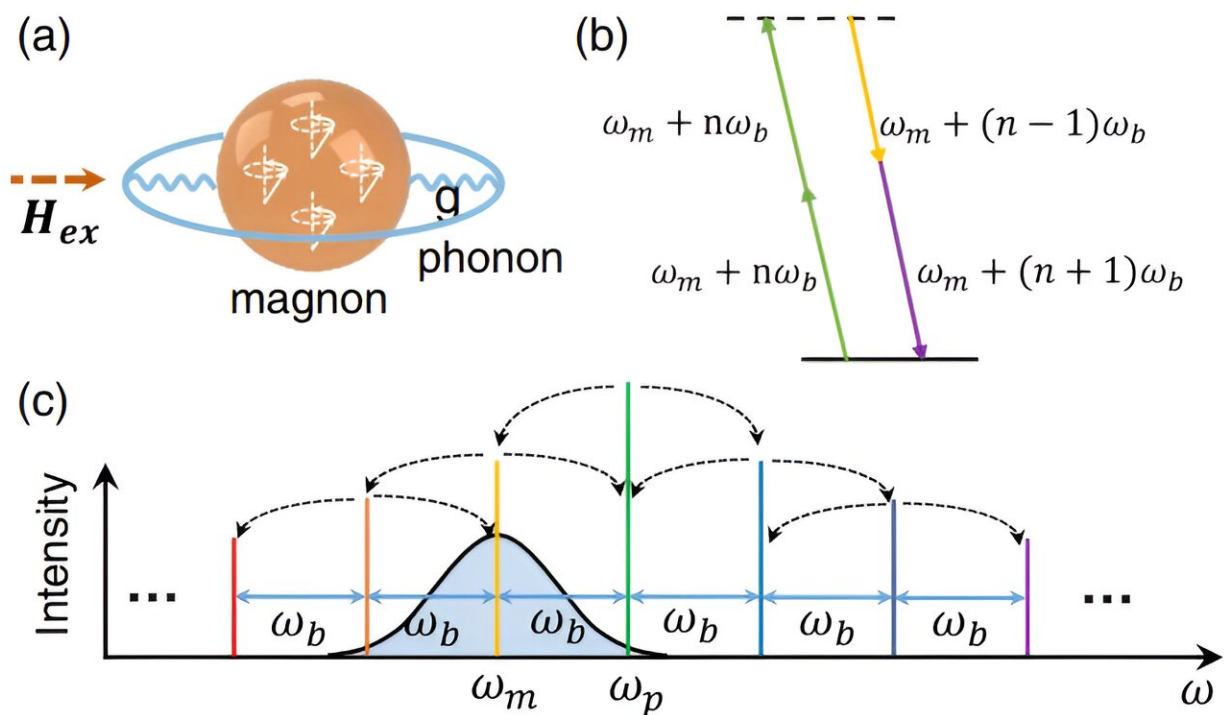 (a)
H_ex
g
phonon
magnon
(b)
ω_m + nω_b
ω_m + (n − 1)ω_b
ω_m + nω_b
ω_m + (n + 1)ω_b
(c)
Intensity
...
ω_b
ω_b
ω_b
ω_b
ω_b
ω_b
...
ω_m
ω_p
ω